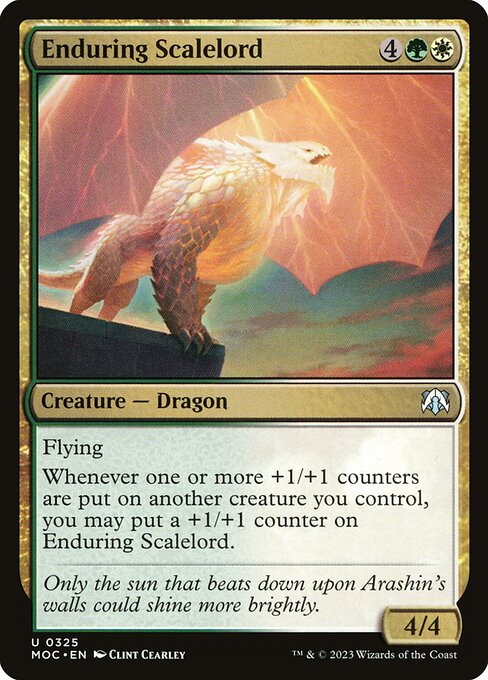 Enduring Scalelord 4
Creature — Dragon
Flying
Whenever one or more +1/+1 counters
are put on another creature you control,
you may put a +1/+1 counter on
Enduring Scalelord.
Only the sun that beats down upon Arashin's
walls could shine more brightly.
4/4
U 0325
MOC • EN Clint Cearley
™ & © 2023 Wizards of the Coast